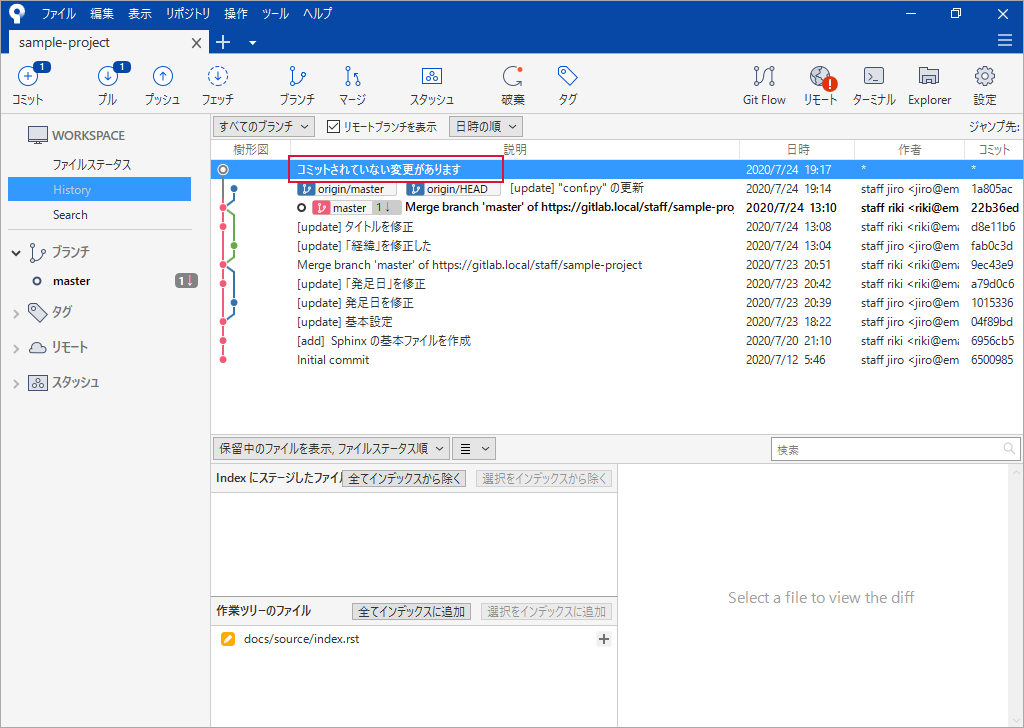 ファイル 編集 表示 リポジトリ 操作 ツール ヘルプ
sample-project
1 1
コミット プル プッシュ フェッチ ブランチ マージ スタッシュ 破棄 タグ Git Flow リモート ターミナル Explorer 設定
WORKSPACE
ファイルステータス
History
Search
ブランチ
master 1↓
タグ
リモート
スタッシュ
すべてのブランチ リモートブランチを表示 日時の順 ジャンプ先:
樹形図 説明 日時 作者 コミット
コミットされていない変更があります 2020/7/24 19:17 * *
origin/master origin/HEAD [update] "conf.py" の更新 2020/7/24 19:14 staff jiro <jiro@em 1a805ac
master 1↓ Merge branch 'master' of https://gitlab.local/staff/sample-proj 2020/7/24 13:10 staff riki <riki@em 22b36ed
[update] タイトルを修正 2020/7/24 13:08 staff riki <riki@ema d8e11b6
[update] 「経緯」を修正した 2020/7/24 13:04 staff jiro <jiro@em fab0c3d
Merge branch 'master' of https://gitlab.local/staff/sample-project 2020/7/23 20:51 staff riki <riki@ema 9ec43e9
[update] 「発足日」を修正 2020/7/23 20:42 staff riki <riki@ema a79d0c6
[update] 発足日を修正 2020/7/23 20:39 staff jiro <jiro@em 1015336
[update] 基本設定 2020/7/23 18:22 staff jiro <jiro@em 04f89bd
[add] Sphinx の基本ファイルを作成 2020/7/20 21:10 staff riki <riki@ema 6956cb5
Initial commit 2020/7/12 5:46 staff jiro <jiro@em 6500985
保留中のファイルを表示, ファイルステータス順 検索
Index にステージしたファイル 全てインデックスから除く 選択をインデックスから除く
Select a file to view the diff
作業ツリーのファイル 全てインデックスに追加 選択をインデックスに追加
docs/source/index.rst